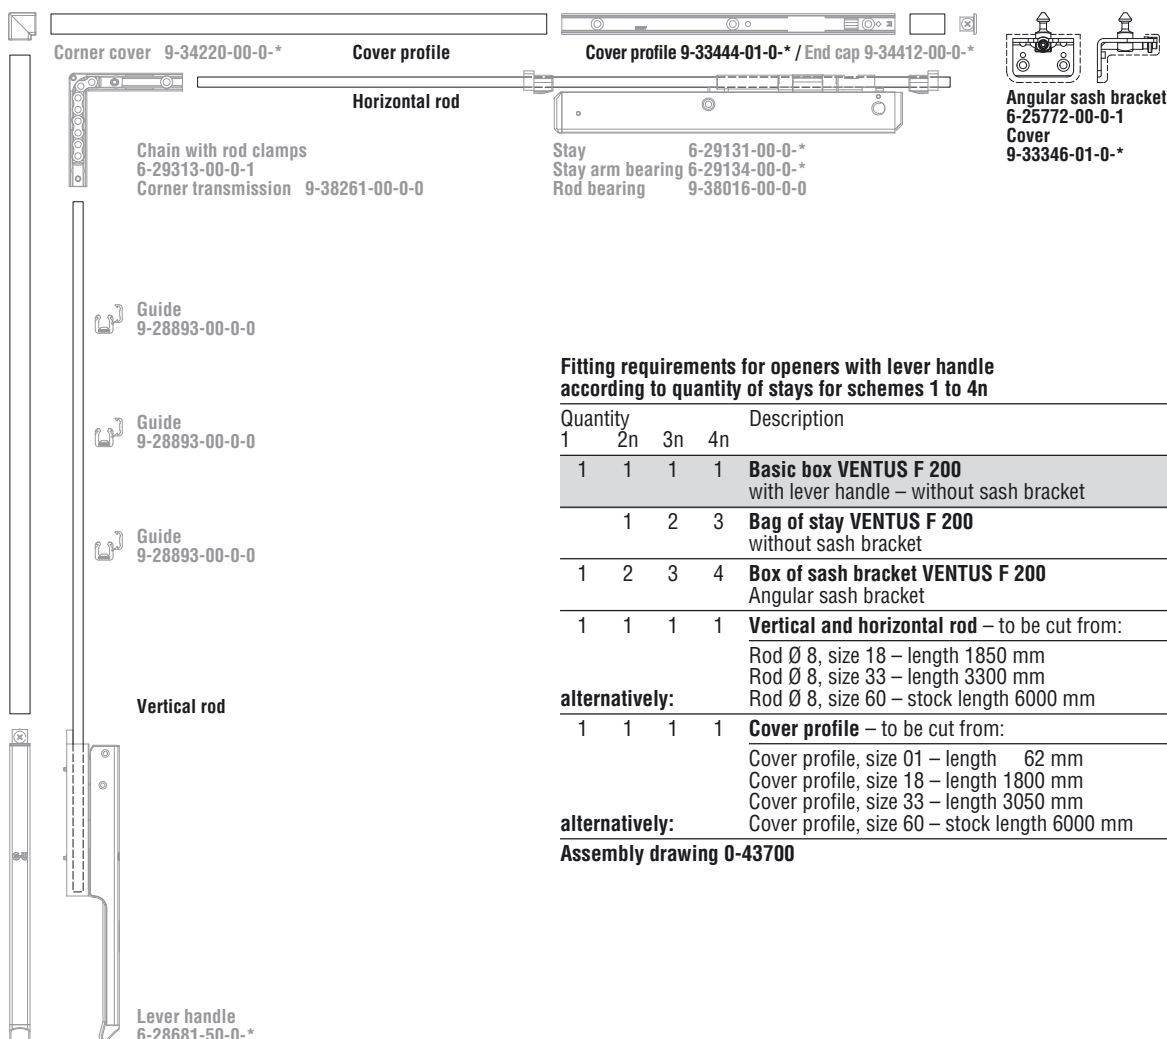 Corner cover 9-34220-00-0-*
Cover profile
Cover profile 9-33444-01-0-* / End cap 9-34412-00-0-*
Horizontal rod
Angular sash bracket
6-25772-00-0-1
Cover
9-33346-01-0-*
Chain with rod clamps
6-29313-00-0-1
Corner transmission 9-38261-00-0-0
Stay 6-29131-00-0-*
Stay arm bearing 6-29134-00-0-*
Rod bearing 9-38016-00-0-0
Guide
9-28893-00-0-0
Guide
9-28893-00-0-0
Guide
9-28893-00-0-0
Vertical rod
Lever handle
6-28681-50-0-*
Fitting requirements for openers with lever handle
according to quantity of stays for schemes 1 to 4n
Quantity Description
1 2n 3n 4n
1 1 1 1 Basic box VENTUS F 200
with lever handle – without sash bracket
1 2 3 Bag of stay VENTUS F 200
without sash bracket
1 2 3 4 Box of sash bracket VENTUS F 200
Angular sash bracket
1 1 1 1 Vertical and horizontal rod – to be cut from:
Rod Ø 8, size 18 – length 1850 mm
Rod Ø 8, size 33 – length 3300 mm
alternatively: Rod Ø 8, size 60 – stock length 6000 mm
1 1 1 1 Cover profile – to be cut from:
Cover profile, size 01 – length 62 mm
Cover profile, size 18 – length 1800 mm
Cover profile, size 33 – length 3050 mm
alternatively: Cover profile, size 60 – stock length 6000 mm
Assembly drawing 0-43700